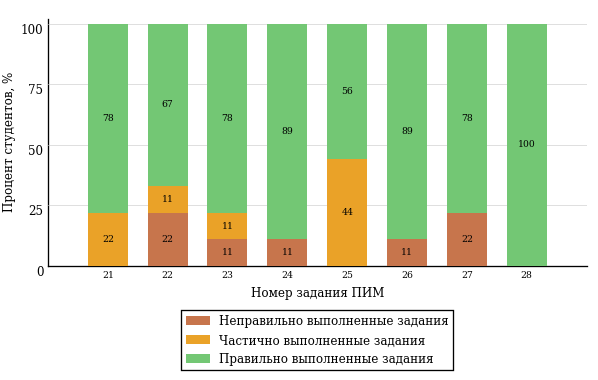 Процент студентов, %
100
75
50
25
0
78 67 78 89 56 89 78 100
22 11 11 44
22 11 11 11 22
21 22 23 24 25 26 27 28
Номер задания ПИМ
Неправильно выполненные задания
Частично выполненные задания
Правильно выполненные задания